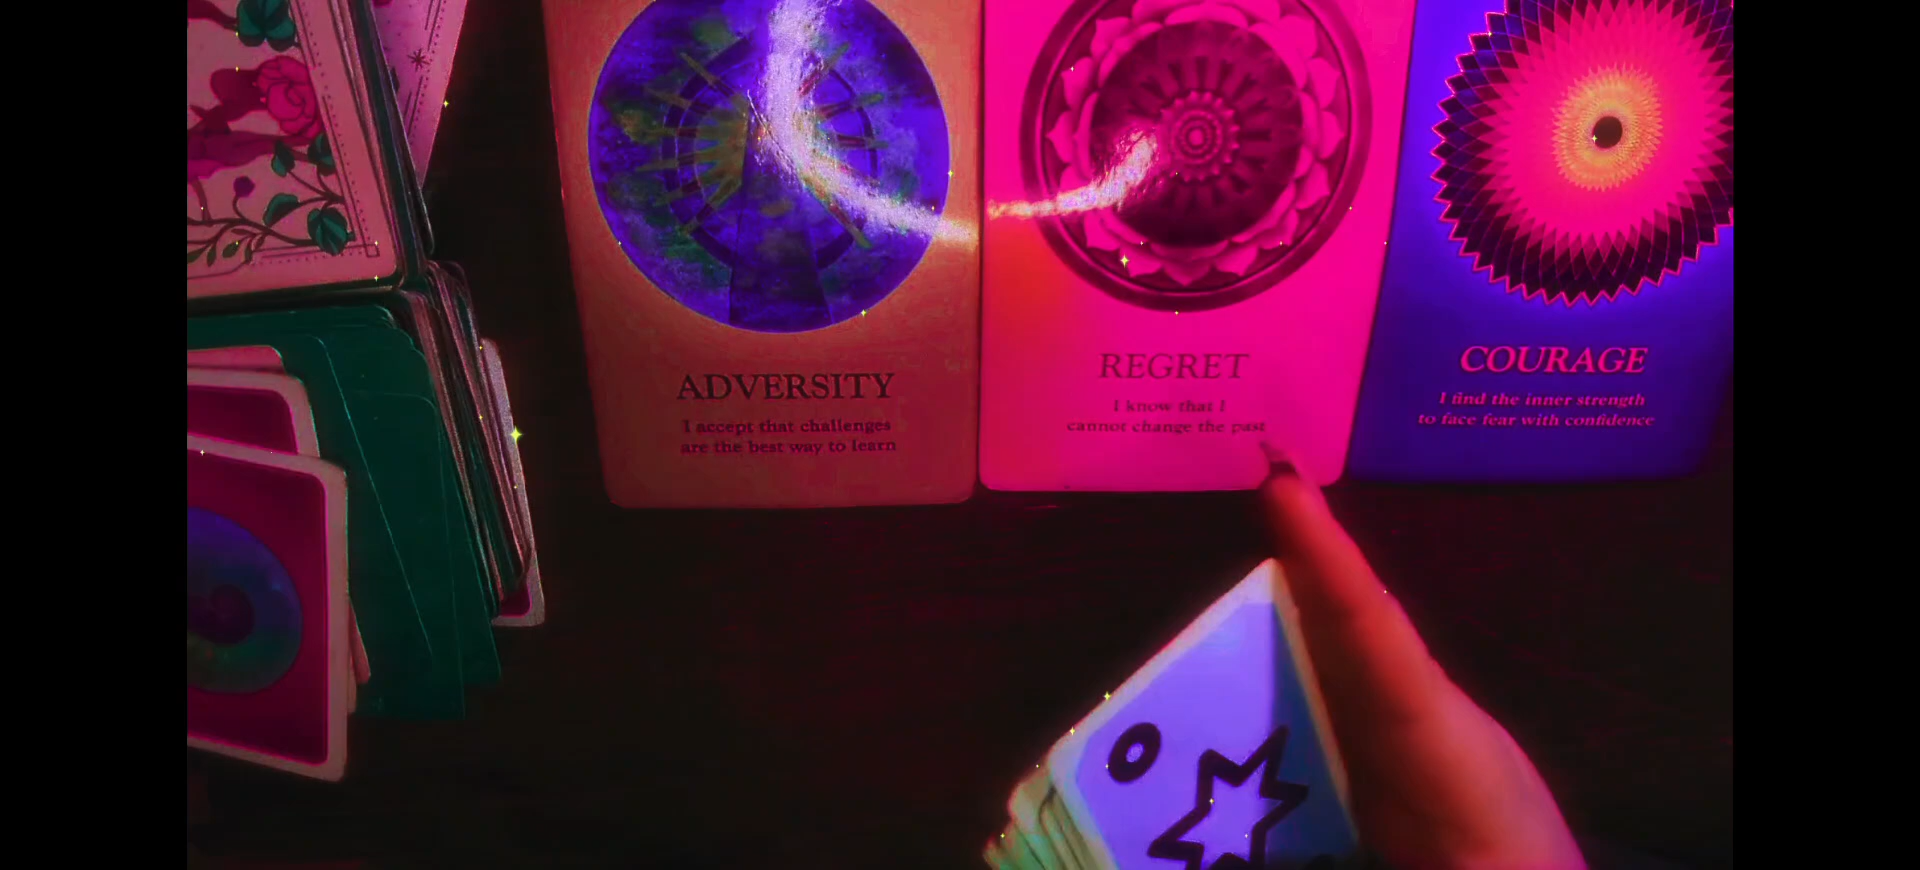 ADVERSITY
I accept that challenges
are the best way to learn
REGRET
I know that I
cannot change the past
COURAGE
I find the inner strength
to face fear with confidence